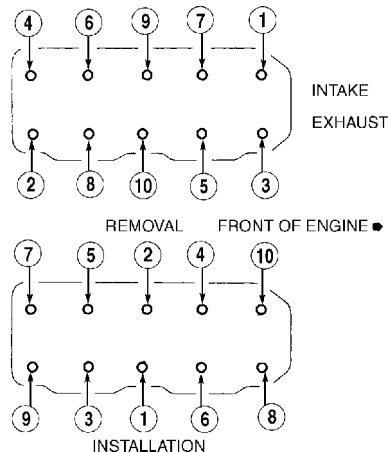 4 6 9 7 1
INTAKE
EXHAUST
2 8 10 5 3
REMOVAL FRONT OF ENGINE
7 5 2 4 10
9 3 1 6 8
INSTALLATION